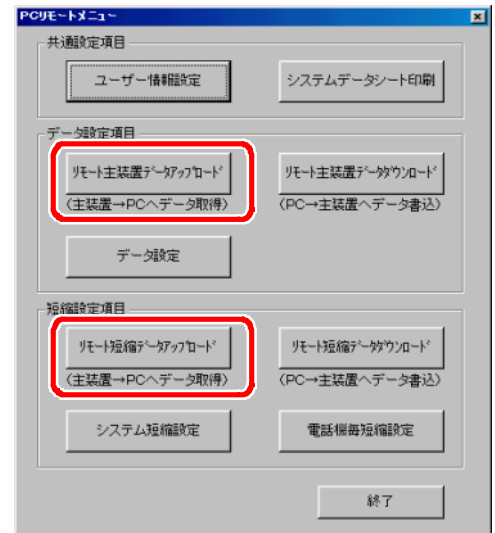 PCリモートメニュー
共通設定項目
ユーザー情報設定
システムデータシート印刷
データ設定項目
ﾘﾓｰﾄ主装置ﾃﾞｰﾀｱｯﾌﾟﾛｰﾄﾞ
ﾘﾓｰﾄ主装置ﾃﾞｰﾀﾀﾞｳﾝﾛｰﾄﾞ
(主装置→PCへデータ取得)
(PC→主装置へデータ書込)
データ設定
短縮設定項目
ﾘﾓｰﾄ短縮ﾃﾞｰﾀｱｯﾌﾟﾛｰﾄﾞ
ﾘﾓｰﾄ短縮ﾃﾞｰﾀﾀﾞｳﾝﾛｰﾄﾞ
(主装置→PCへデータ取得)
(PC→主装置へデータ書込)
システム短縮設定
電話機毎短縮設定
終了